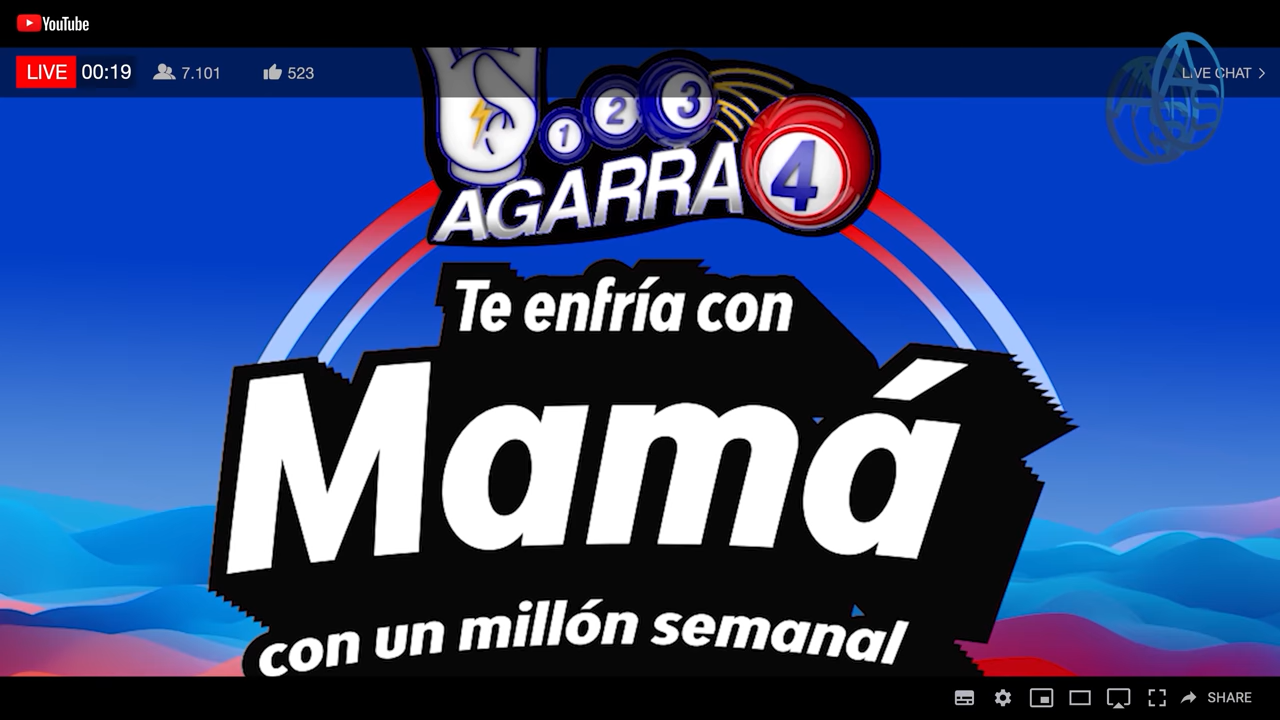 YouTube
LIVE 00:19 7.101 523 LIVE CHAT
1 2 3
AGARRA 4
Te enfría con
Mamá
con un millón semanal
SHARE